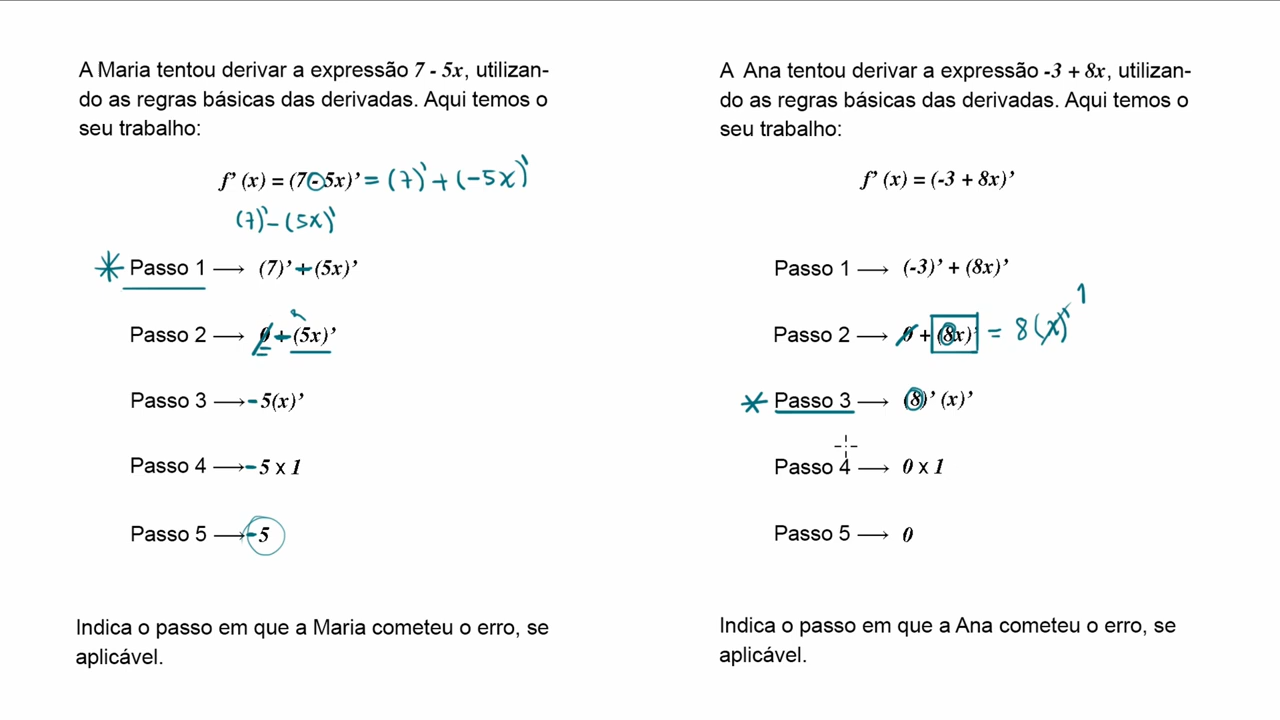 A Maria tentou derivar a expressão 7 - 5x, utilizan-
do as regras básicas das derivadas. Aqui temos o
seu trabalho:
f’ (x) = (7 - 5x)’ = (7)' + (-5x)'
(7)' - (5x)'
* Passo 1 ⟶ (7)’ - (5x)’
Passo 2 ⟶ 0 - (5x)’
Passo 3 ⟶ - 5(x)’
Passo 4 ⟶ - 5 x 1
Passo 5 ⟶ - 5
Indica o passo em que a Maria cometeu o erro, se
aplicável.
A Ana tentou derivar a expressão -3 + 8x, utilizan-
do as regras básicas das derivadas. Aqui temos o
seu trabalho:
f’ (x) = (-3 + 8x)’
Passo 1 ⟶ (-3)’ + (8x)’
Passo 2 ⟶ 0 + (8x)’ = 8(x)' 1
* Passo 3 ⟶ (8)’ (x)’
Passo 4 ⟶ 0 x 1
Passo 5 ⟶ 0
Indica o passo em que a Ana cometeu o erro, se
aplicável.